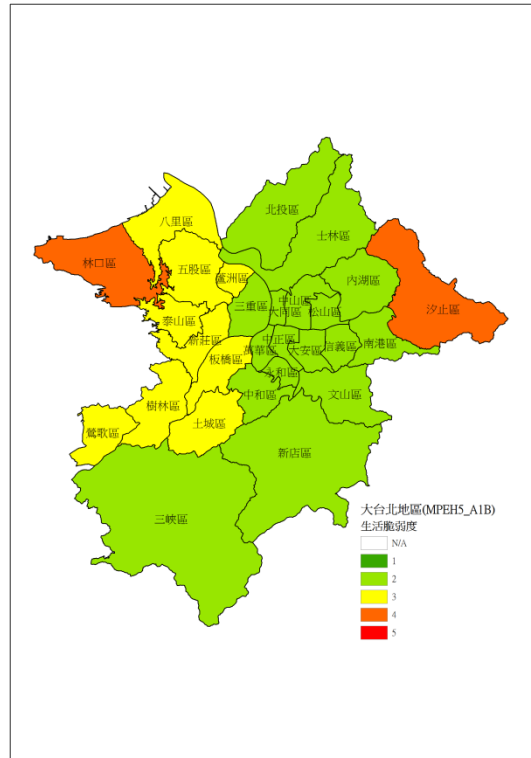 北投區
士林區
八里區
林口區
五股區
蘆洲區
內湖區
汐止區
三重區
中山區
大同區
松山區
泰山區
新莊區
板橋區
萬華區
中正區
大安區
信義區
南港區
永和區
中和區
文山區
樹林區
土城區
鶯歌區
新店區
三峽區
大台北地區(MPEH5_A1B)
生活脆弱度
N/A
1
2
3
4
5